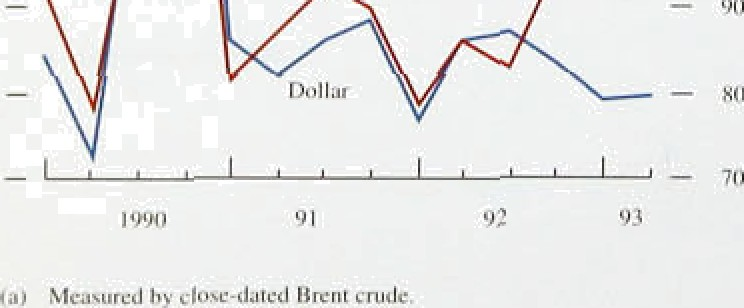 90
Dollar
80
70
1990 91 92 93
(a) Measured by close-dated Brent crude.